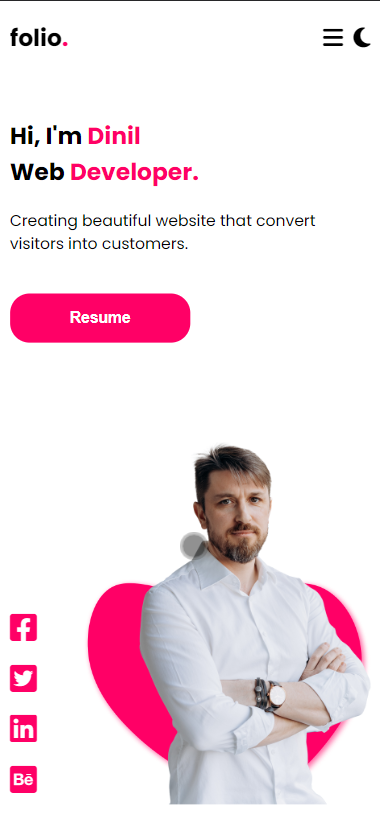 folio.
Hi, I'm Dinil
Web Developer.
Creating beautiful website that convert
visitors into customers.
Resume
f
in
Bē